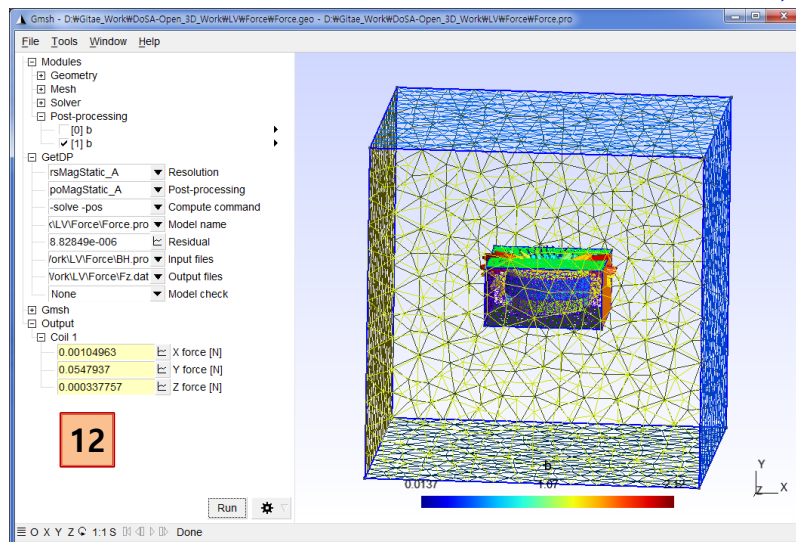 Gmsh - D:₩Gitae_Work₩DoSA-Open_3D_Work₩LV₩Force₩Force.geo - D:₩Gitae_Work₩DoSA-Open_3D_Work₩LV₩Force₩Force.pro
File Tools Window Help
Modules
Geometry
Mesh
Solver
Post-processing
[0] b
[1] b
GetDP
rsMagStatic_A Resolution
poMagStatic_A Post-processing
-solve -pos Compute command
k\LV\Force\Force.pro Model name
8.82849e-006 Residual
/ork\LV\Force\BH.pro Input files
Vork\LV\Force\Fz.dat Output files
None Model check
Gmsh
Output
Coil 1
0.00104963 X force [N]
0.0547937 Y force [N]
0.000337757 Z force [N]
12
Run
b
0.0137 1.07 2.12
Y
Z X
O X Y Z 1:1 S Done